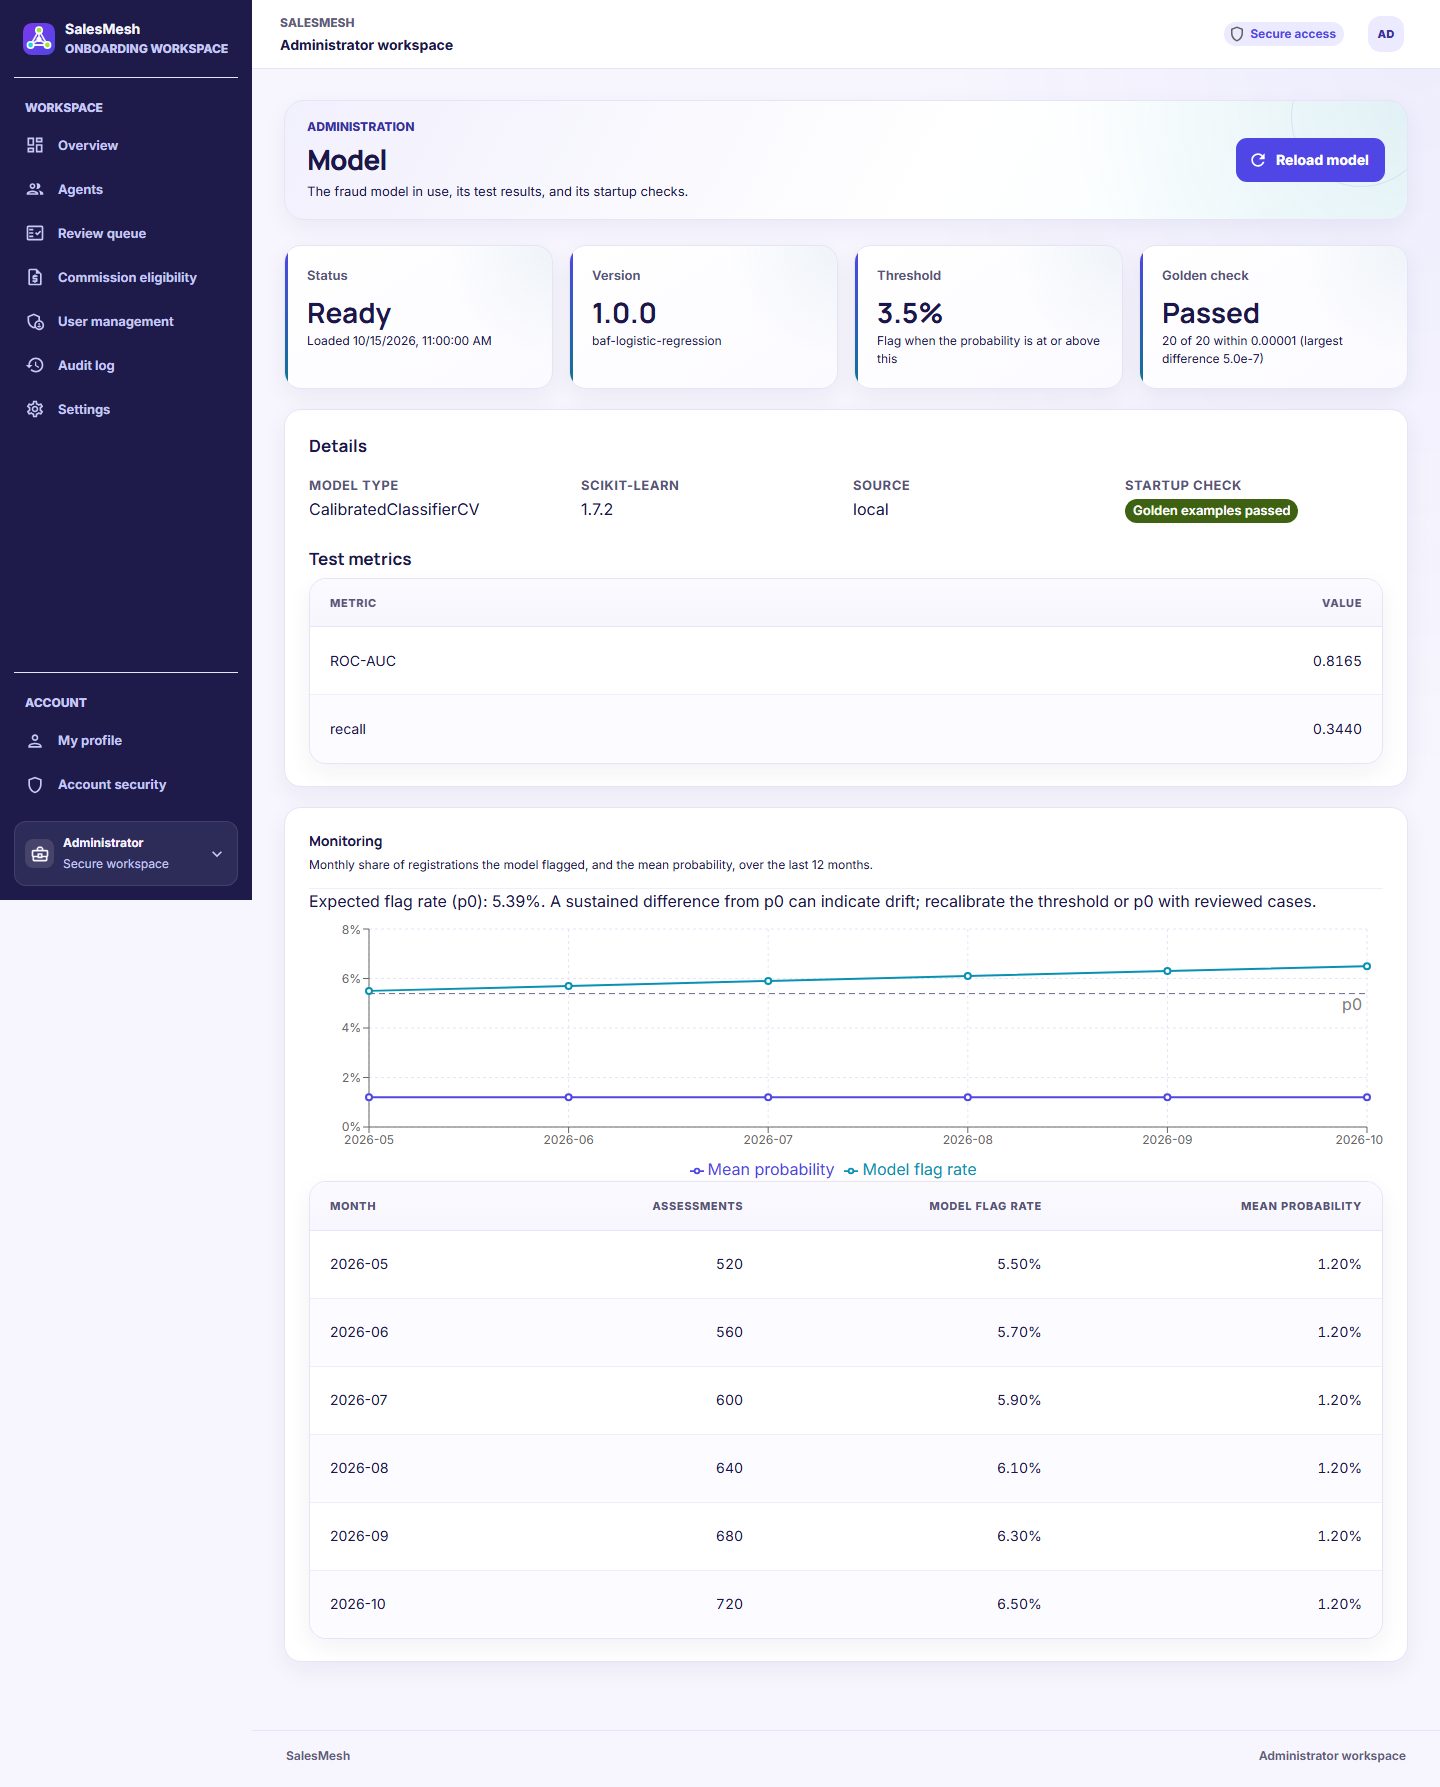 SalesMesh
ONBOARDING WORKSPACE
WORKSPACE
Overview
Agents
Review queue
Commission eligibility
User management
Audit log
Settings
ACCOUNT
My profile
Account security
Administrator
Secure workspace
SALESMESH
Administrator workspace
Secure access
AD
ADMINISTRATION
Model
The fraud model in use, its test results, and its startup checks.
Reload model
Status
Ready
Loaded 10/15/2026, 11:00:00 AM
Version
1.0.0
baf-logistic-regression
Threshold
3.5%
Flag when the probability is at or above
this
Golden check
Passed
20 of 20 within 0.00001 (largest
difference 5.0e-7)
Details
MODEL TYPE
CalibratedClassifierCV
SCIKIT-LEARN
1.7.2
SOURCE
local
STARTUP CHECK
Golden examples passed
Test metrics
METRIC VALUE
ROC-AUC 0.8165
recall 0.3440
Monitoring
Monthly share of registrations the model flagged, and the mean probability, over the last 12 months.
Expected flag rate (p0): 5.39%. A sustained difference from p0 can indicate drift; recalibrate the threshold or p0 with reviewed cases.
8%
6%
p0
4%
2%
0%
2026-05 2026-06 2026-07 2026-08 2026-09 2026-10
Mean probability Model flag rate
MONTH ASSESSMENTS MODEL FLAG RATE MEAN PROBABILITY
2026-05 520 5.50% 1.20%
2026-06 560 5.70% 1.20%
2026-07 600 5.90% 1.20%
2026-08 640 6.10% 1.20%
2026-09 680 6.30% 1.20%
2026-10 720 6.50% 1.20%
SalesMesh
Administrator workspace